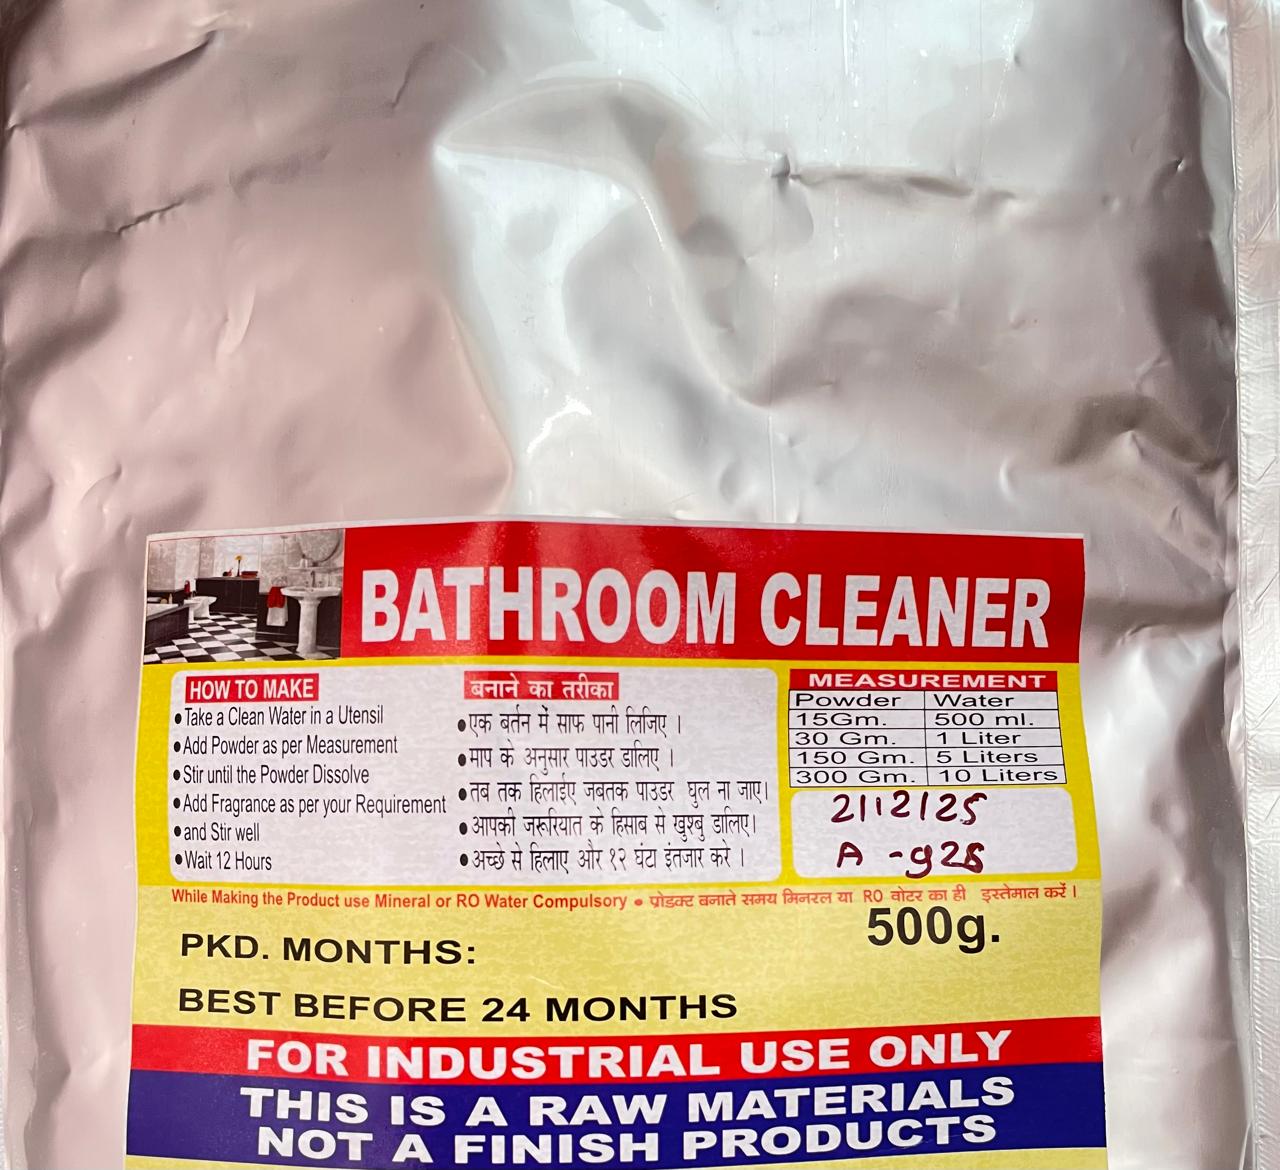 BATHROOM CLEANER
HOW TO MAKE
• Take a Clean Water in a Utensil
• Add Powder as per Measurement
• Stir until the Powder Dissolve
• Add Fragrance as per your Requirement
• and Stir well
• Wait 12 Hours
बनाने का तरीका
• एक बर्तन में साफ पानी लिजिए ।
• माप के अनुसार पाउडर डालिए ।
• तब तक हिलाईए जबतक पाउडर घुल ना जाए।
• आपकी जरूरियात के हिसाब से खुश्बु डालिए।
• अच्छे से हिलाए और १२ घंटा इंतजार करे ।
MEASUREMENT
Powder Water
15Gm. 500 ml.
30 Gm. 1 Liter
150 Gm. 5 Liters
300 Gm. 10 Liters
2112125
A -925
While Making the Product use Mineral or RO Water Compulsory • प्रोडक्ट बनाते समय मिनरल या RO वोटर का ही इस्तेमाल करें ।
500g.
PKD. MONTHS:
BEST BEFORE 24 MONTHS
FOR INDUSTRIAL USE ONLY
THIS IS A RAW MATERIALS
NOT A FINISH PRODUCTS